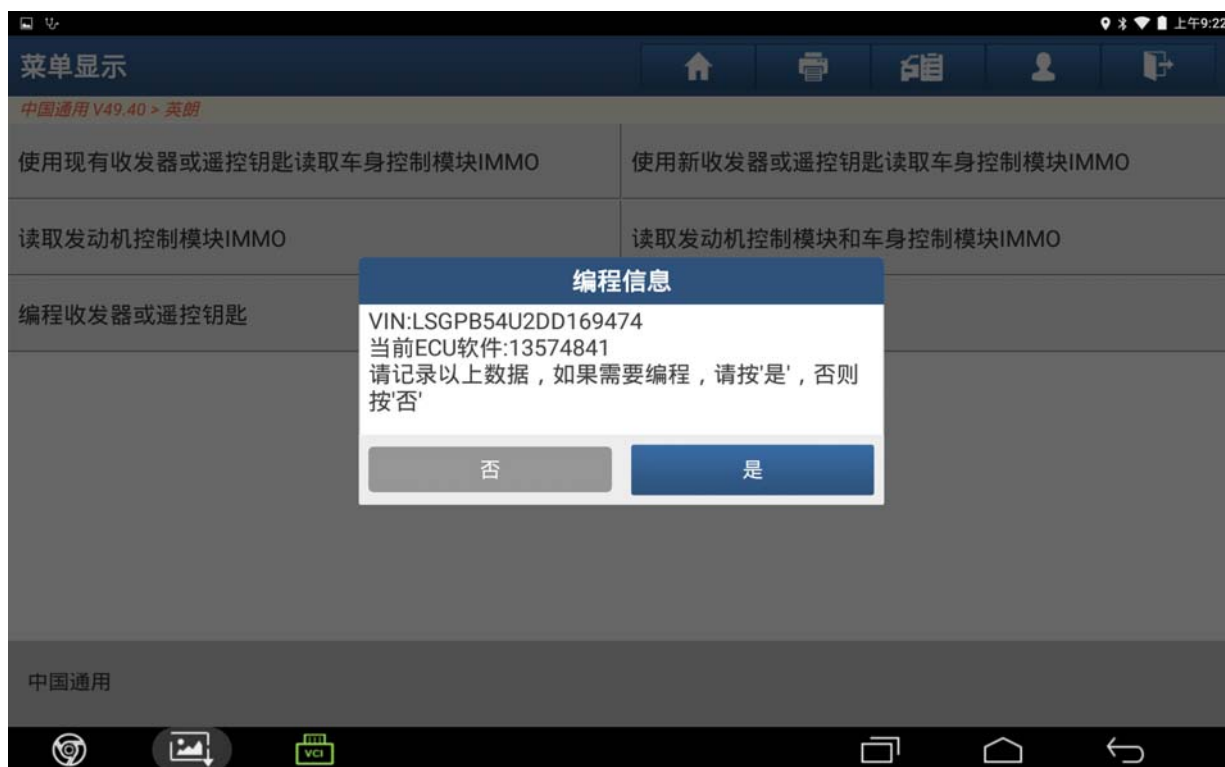 上午9:22
菜单显示
中国通用 V49.40 > 英朗
使用现有收发器或遥控钥匙读取车身控制模块IMMO
使用新收发器或遥控钥匙读取车身控制模块IMMO
读取发动机控制模块IMMO
读取发动机控制模块和车身控制模块IMMO
编程收发器或遥控钥匙
编程信息
VIN:LSGPB54U2DD169474
当前ECU软件:13574841
请记录以上数据，如果需要编程，请按'是'，否则
按'否'
否
是
中国通用
VCI